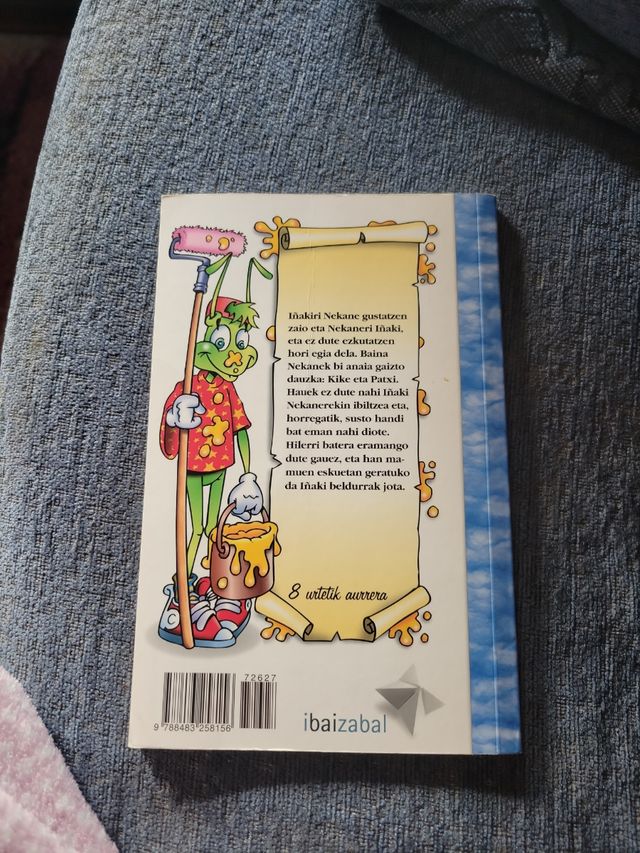 Iñakiri Nekane gustatzen
zaio eta Nekaneri Iñaki,
eta ez dute ezkutatzen
hori egia dela. Baina
Nekanek bi anaia gaizto
dauzka: Kike eta Patxi.
Hauek ez dute nahi Iñaki
Nekanerekin ibiltzea eta,
horregatik, susto handi
bat eman nahi diote.
Hilerri batera eramango
dute gauez, eta han ma-
muen eskuetan geratuko
da Iñaki beldurrak jota.
8 urtetik aurrera
72627
9 788483 258156
ibaizabal